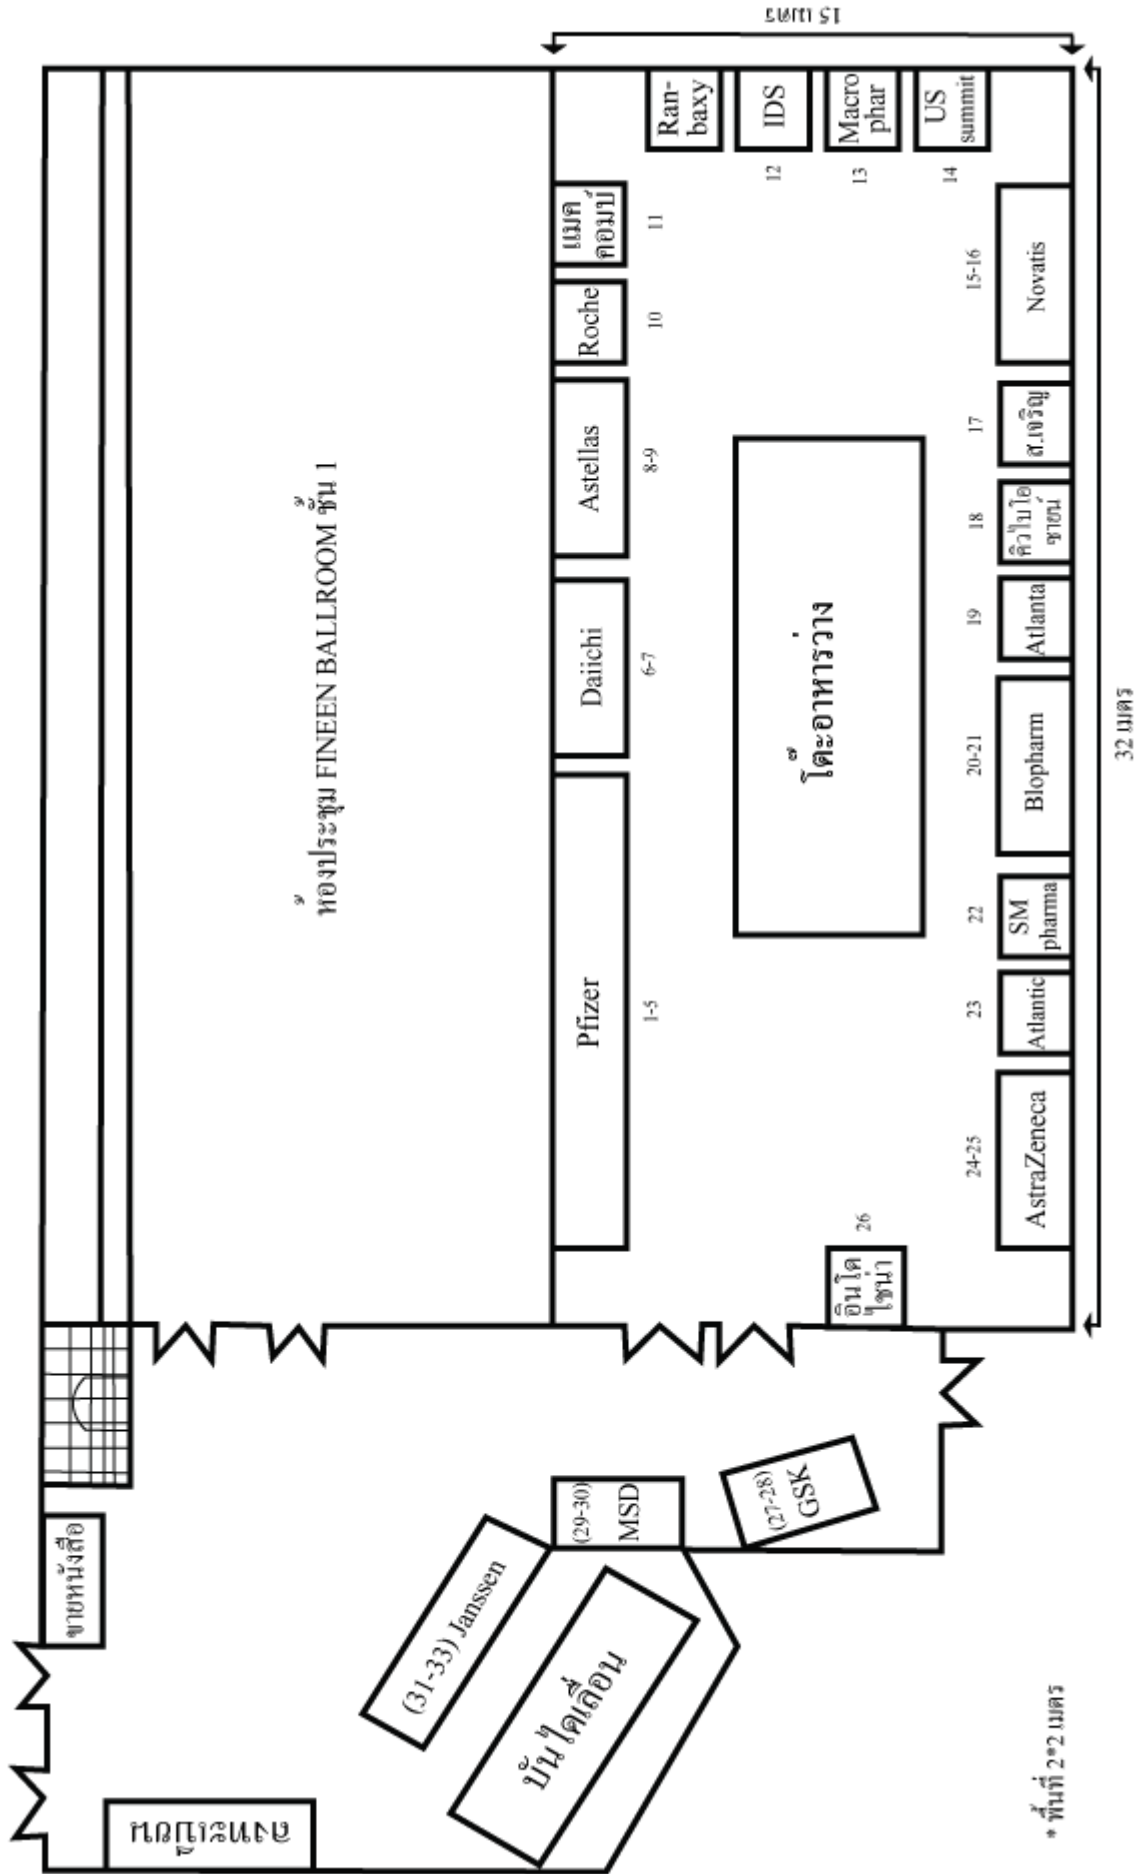 15 เมตร
ห้องประชุม FINEEN BALLROOM ชั้น 1
ขายหนังสือ
ลงทะเบียน
บันไดเลื่อน
(31-33) Janssen
(29-30)
MSD
(27-28)
GSK
Pfizer
1-5
Daiichi
6-7
Astellas
8-9
Roche
10
แมค
คอมป์
11
Ran-
baxy
IDS
12
Macro
phar
13
US
summit
14
โต๊ะอาหารว่าง
อินโด
ไชน่า
26
24-25
AstraZeneca
23
Atlantic
22
SM
pharma
20-21
Blopharm
19
Atlanta
18
คิวไบโอ
ซายน์
17
ส.เจริญ
15-16
Novatis
32 เมตร
* พื้นที่ 2*2 เมตร